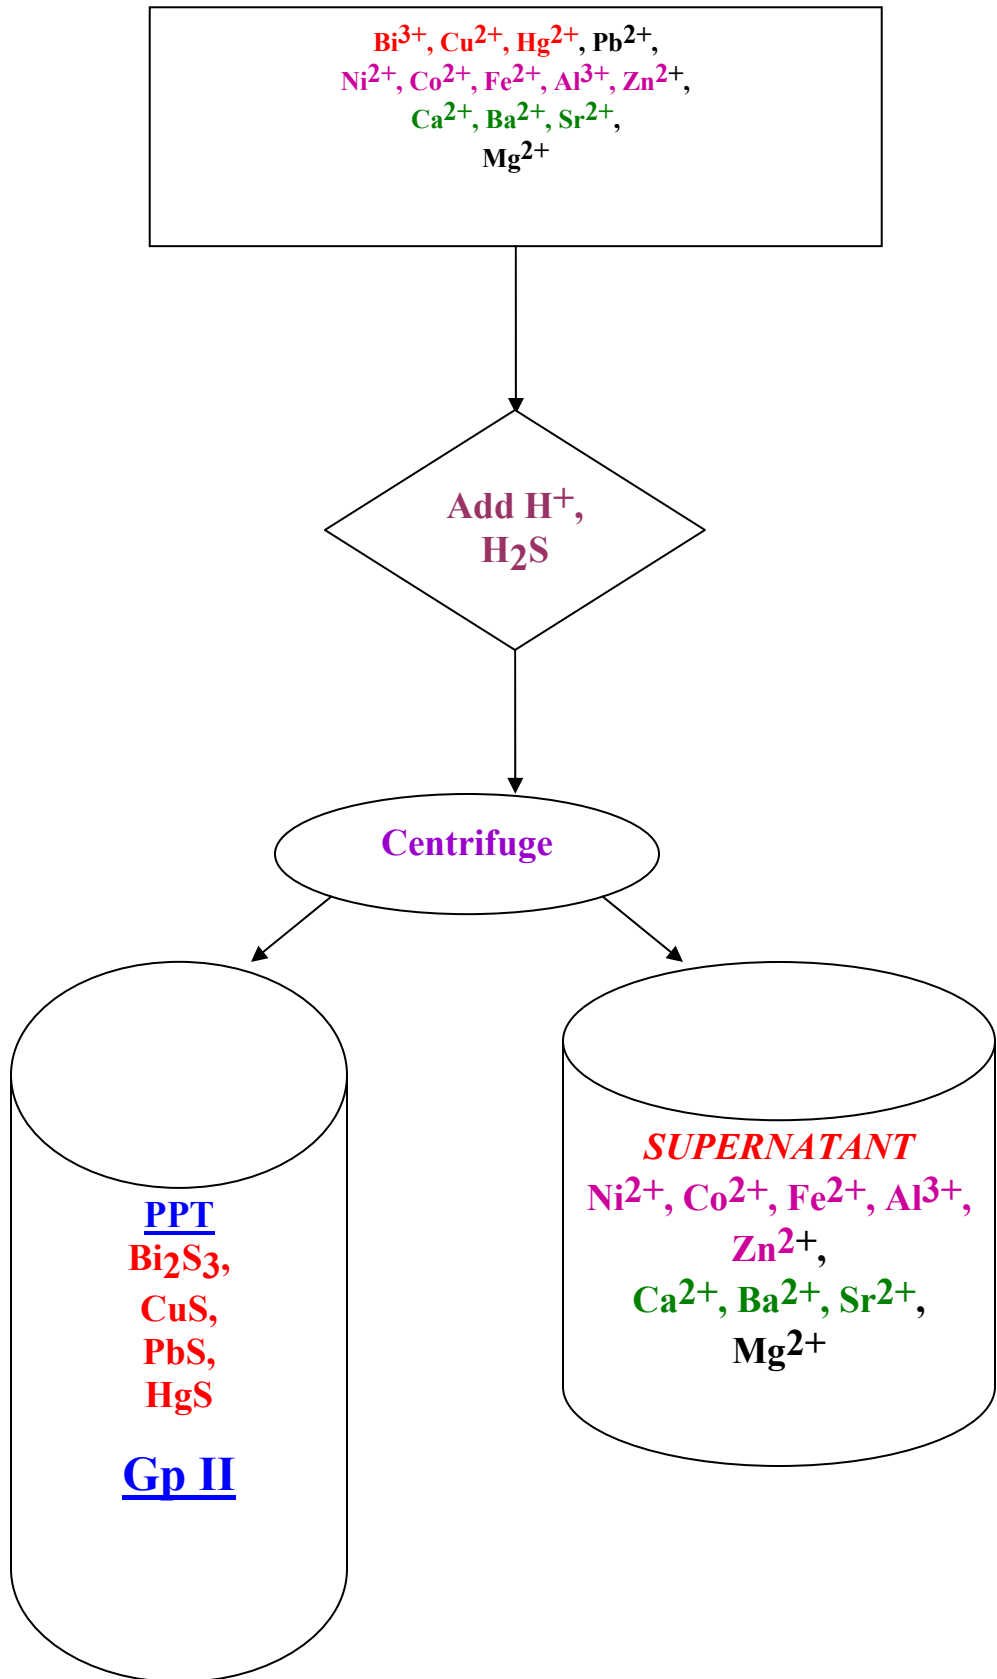 Bi³⁺, Cu²⁺, Hg²⁺, Pb²⁺,
Ni²⁺, Co²⁺, Fe²⁺, Al³⁺, Zn²⁺,
Ca²⁺, Ba²⁺, Sr²⁺,
Mg²⁺
Add H⁺,
H₂S
Centrifuge
PPT
Bi₂S₃,
CuS,
PbS,
HgS
Gp II
SUPERNATANT
Ni²⁺, Co²⁺, Fe²⁺, Al³⁺,
Zn²⁺,
Ca²⁺, Ba²⁺, Sr²⁺,
Mg²⁺